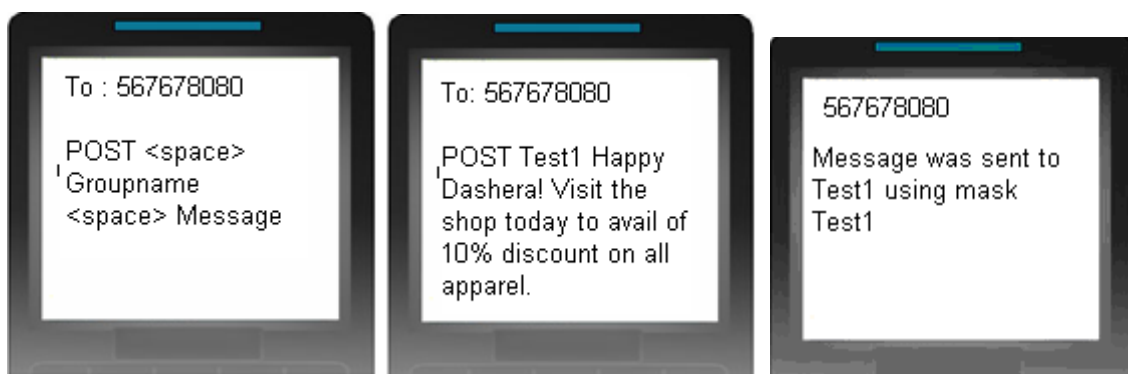 To : 567678080
POST <space>
Groupname
<space> Message
To: 567678080
POST Test1 Happy
Dashera! Visit the
shop today to avail of
10% discount on all
apparel.
567678080
Message was sent to
Test1 using mask
Test1